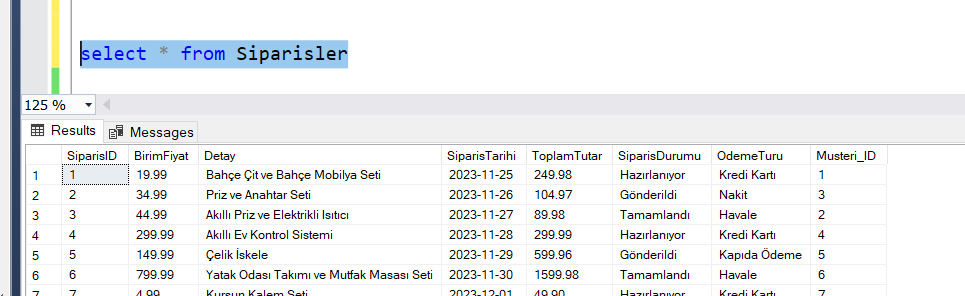 select * from Siparisler
125 %
Results Messages
SiparisID BirimFiyat Detay SiparisTarihi ToplamTutar SiparisDurumu OdemeTuru Musteri_ID
1 1 19.99 Bahçe Çit ve Bahçe Mobilya Seti 2023-11-25 249.98 Hazırlanıyor Kredi Kartı 1
2 2 34.99 Priz ve Anahtar Seti 2023-11-26 104.97 Gönderildi Nakit 3
3 3 44.99 Akıllı Priz ve Elektrikli Isıtıcı 2023-11-27 89.98 Tamamlandı Havale 2
4 4 299.99 Akıllı Ev Kontrol Sistemi 2023-11-28 299.99 Hazırlanıyor Kredi Kartı 4
5 5 149.99 Çelik İskele 2023-11-29 599.96 Gönderildi Kapıda Ödeme 5
6 6 799.99 Yatak Odası Takımı ve Mutfak Masası Seti 2023-11-30 1599.98 Tamamlandı Havale 6
7 7 4.99 Kurşun Kalem Seti 2023-12-01 49.90 Hazırlanıyor Kredi Kartı 7